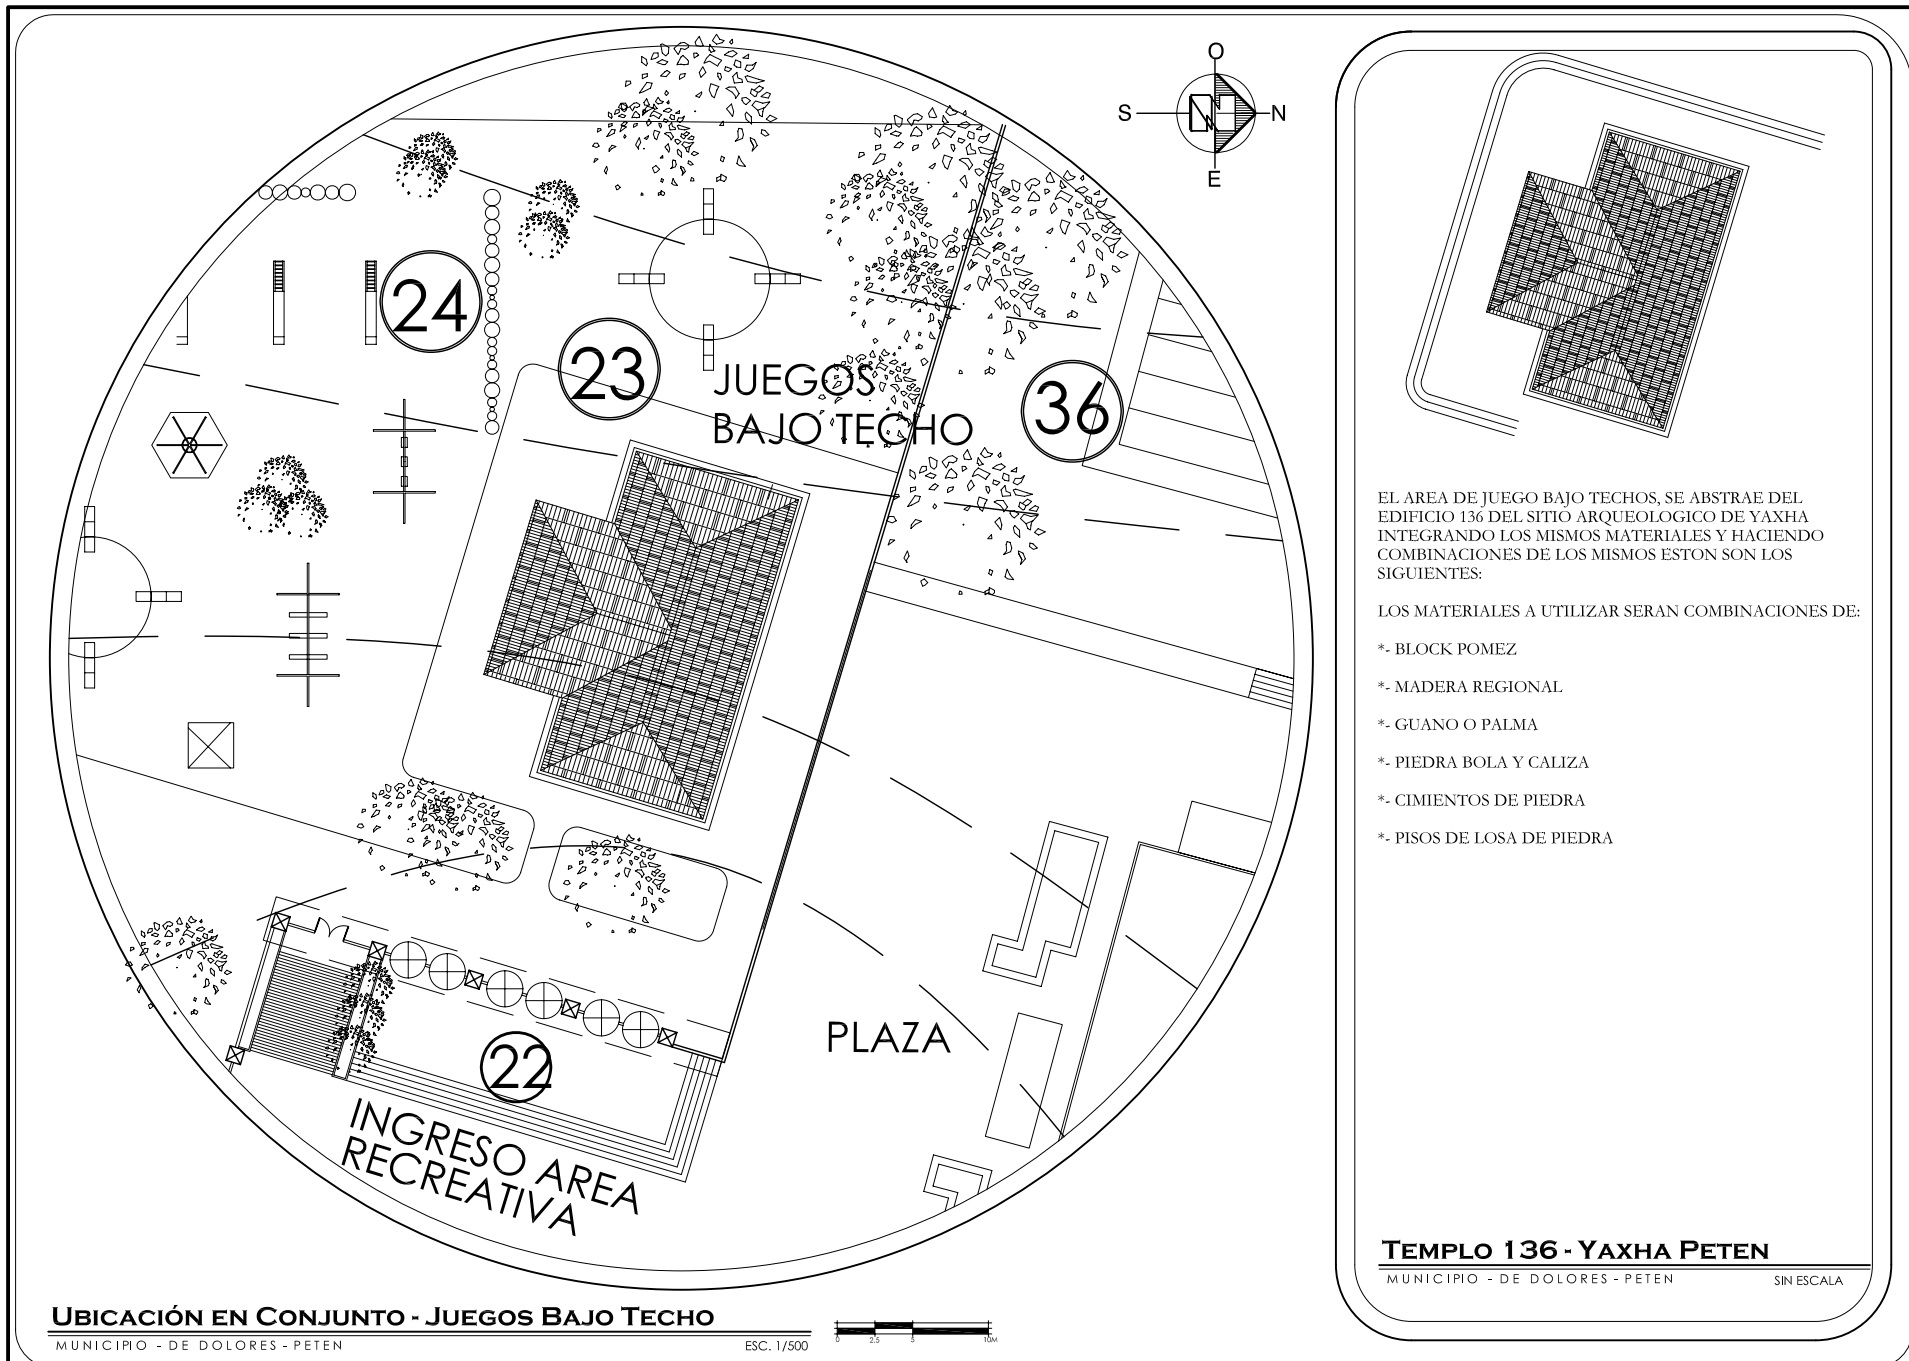 O
S
N
E
24
23
JUEGOS
BAJO TECHO
36
22
PLAZA
INGRESO AREA
RECREATIVA
UBICACIÓN EN CONJUNTO - JUEGOS BAJO TECHO
MUNICIPIO - DE DOLORES - PETEN
ESC. 1/500
0 2.5 5 10M
EL AREA DE JUEGO BAJO TECHOS, SE ABSTRAE DEL
EDIFICIO 136 DEL SITIO ARQUEOLOGICO DE YAXHA
INTEGRANDO LOS MISMOS MATERIALES Y HACIENDO
COMBINACIONES DE LOS MISMOS ESTON SON LOS
SIGUIENTES:
LOS MATERIALES A UTILIZAR SERAN COMBINACIONES DE:
*- BLOCK POMEZ
*- MADERA REGIONAL
*- GUANO O PALMA
*- PIEDRA BOLA Y CALIZA
*- CIMIENTOS DE PIEDRA
*- PISOS DE LOSA DE PIEDRA
TEMPLO 136 - YAXHA PETEN
MUNICIPIO - DE DOLORES - PETEN
SIN ESCALA